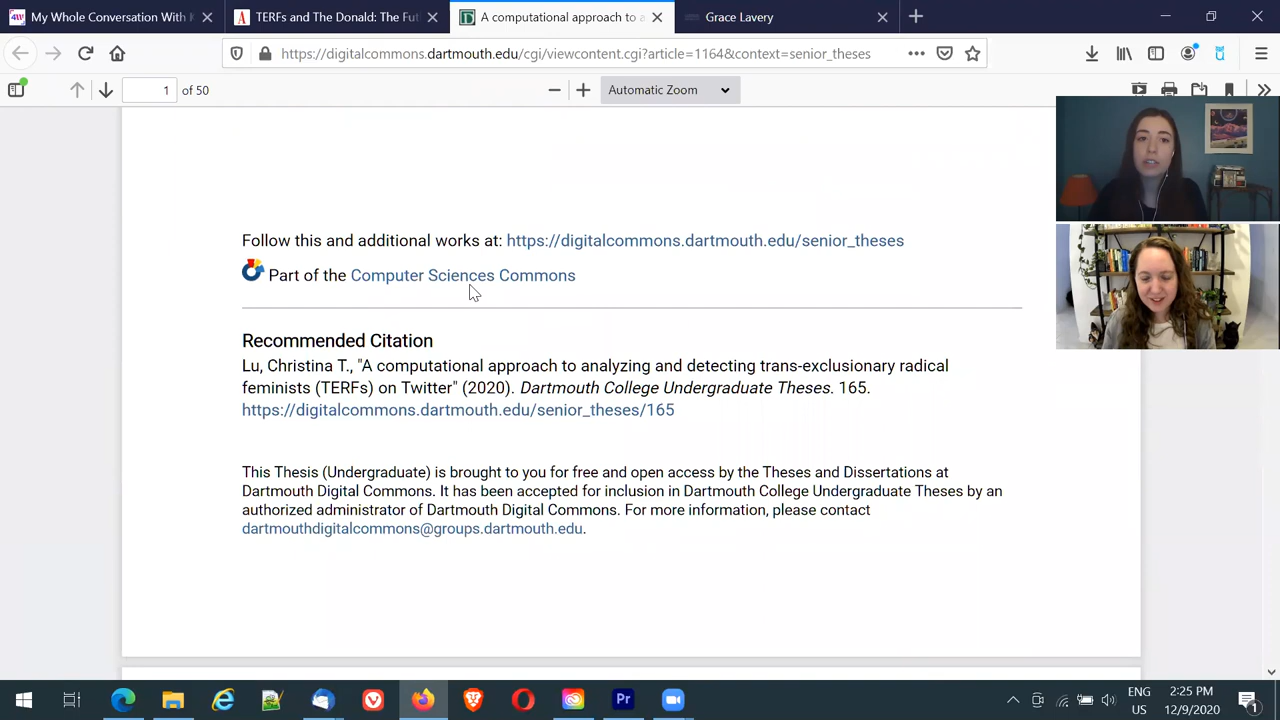 My Whole Conversation With
TERFs and The Donald: The Fut
A computational approach to a
Grace Lavery
https://digitalcommons.dartmouth.edu/cgi/viewcontent.cgi?article=1164&context=senior_theses
1 of 50
Automatic Zoom
Follow this and additional works at: https://digitalcommons.dartmouth.edu/senior_theses
Part of the Computer Sciences Commons
Recommended Citation
Lu, Christina T., "A computational approach to analyzing and detecting trans-exclusionary radical
feminists (TERFs) on Twitter" (2020). Dartmouth College Undergraduate Theses. 165.
https://digitalcommons.dartmouth.edu/senior_theses/165
This Thesis (Undergraduate) is brought to you for free and open access by the Theses and Dissertations at
Dartmouth Digital Commons. It has been accepted for inclusion in Dartmouth College Undergraduate Theses by an
authorized administrator of Dartmouth Digital Commons. For more information, please contact
dartmouthdigitalcommons@groups.dartmouth.edu.
Pr
ENG
US
2:25 PM
12/9/2020
1